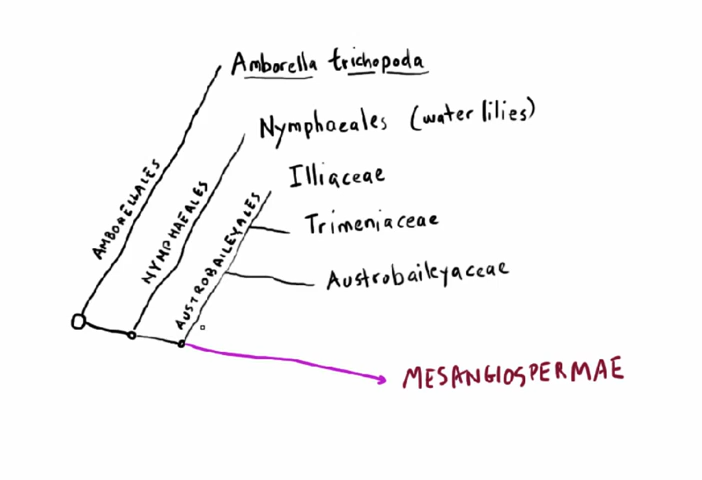 Amborella trichopoda
Nymphaeales (water lilies)
Illiaceae
Trimeniaceae
Austrobaileyaceae
AMBORELLALES
NYMPHAEALES
AUSTROBAILEYALES
MESANGIOSPERMAE